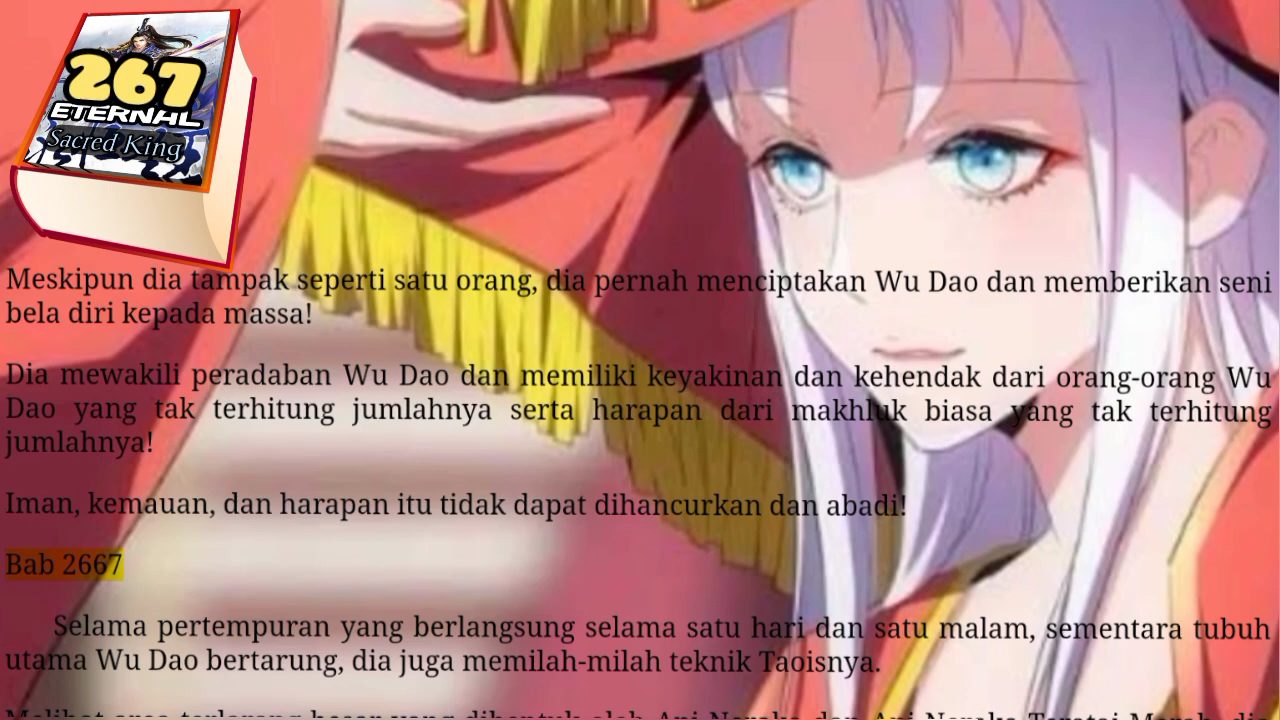 267
ETERNAL
Sacred King
Meskipun dia tampak seperti satu orang, dia pernah menciptakan Wu Dao dan memberikan seni
bela diri kepada massa!
Dia mewakili peradaban Wu Dao dan memiliki keyakinan dan kehendak dari orang-orang Wu
Dao yang tak terhitung jumlahnya serta harapan dari makhluk biasa yang tak terhitung
jumlahnya!
Iman, kemauan, dan harapan itu tidak dapat dihancurkan dan abadi!
Bab 2667
Selama pertempuran yang berlangsung selama satu hari dan satu malam, sementara tubuh
utama Wu Dao bertarung, dia juga memilah-milah teknik Taoisnya.